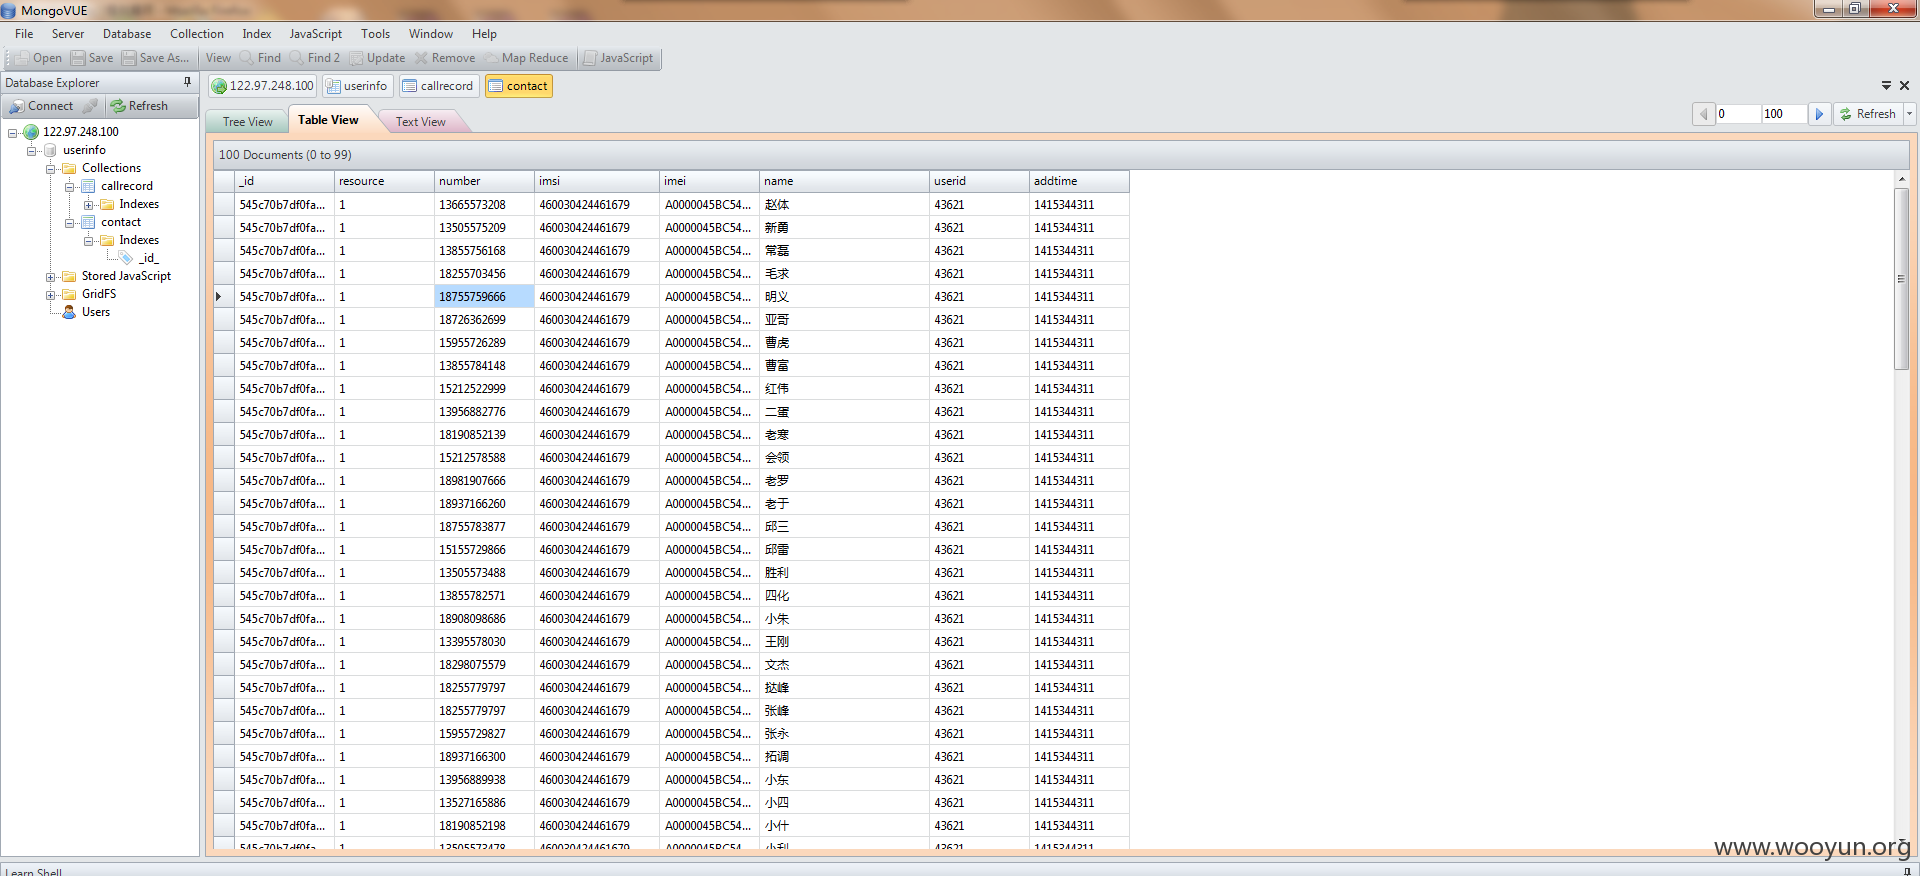 MongoVUE
File Server Database Collection Index JavaScript Tools Window Help
Open Save Save As... View Find Find 2 Update Remove Map Reduce JavaScript
Database Explorer
Connect Refresh
122.97.248.100
userinfo
Collections
callrecord
Indexes
contact
Indexes
_id_
Stored JavaScript
GridFS
Users
122.97.248.100 userinfo callrecord contact
Tree View Table View Text View
0 100 Refresh
100 Documents (0 to 99)
_id resource number imsi imei name userid addtime
545c70b7df0fa... 1 13665573208 460030424461679 A0000045BC54... 赵体 43621 1415344311
545c70b7df0fa... 1 13505575209 460030424461679 A0000045BC54... 新勇 43621 1415344311
545c70b7df0fa... 1 13855756168 460030424461679 A0000045BC54... 常磊 43621 1415344311
545c70b7df0fa... 1 18255703456 460030424461679 A0000045BC54... 毛求 43621 1415344311
545c70b7df0fa... 1 18755759666 460030424461679 A0000045BC54... 明义 43621 1415344311
545c70b7df0fa... 1 18726362699 460030424461679 A0000045BC54... 亚哥 43621 1415344311
545c70b7df0fa... 1 15955726289 460030424461679 A0000045BC54... 曹虎 43621 1415344311
545c70b7df0fa... 1 13855784148 460030424461679 A0000045BC54... 曹富 43621 1415344311
545c70b7df0fa... 1 15212522999 460030424461679 A0000045BC54... 红伟 43621 1415344311
545c70b7df0fa... 1 13956882776 460030424461679 A0000045BC54... 二蛋 43621 1415344311
545c70b7df0fa... 1 18190852139 460030424461679 A0000045BC54... 老寒 43621 1415344311
545c70b7df0fa... 1 15212578588 460030424461679 A0000045BC54... 会领 43621 1415344311
545c70b7df0fa... 1 18981907666 460030424461679 A0000045BC54... 老罗 43621 1415344311
545c70b7df0fa... 1 18937166260 460030424461679 A0000045BC54... 老于 43621 1415344311
545c70b7df0fa... 1 18755783877 460030424461679 A0000045BC54... 邱三 43621 1415344311
545c70b7df0fa... 1 15155729866 460030424461679 A0000045BC54... 邱雷 43621 1415344311
545c70b7df0fa... 1 13505573488 460030424461679 A0000045BC54... 胜利 43621 1415344311
545c70b7df0fa... 1 13855782571 460030424461679 A0000045BC54... 四化 43621 1415344311
545c70b7df0fa... 1 18908098686 460030424461679 A0000045BC54... 小朱 43621 1415344311
545c70b7df0fa... 1 13395578030 460030424461679 A0000045BC54... 王刚 43621 1415344311
545c70b7df0fa... 1 18298075579 460030424461679 A0000045BC54... 文杰 43621 1415344311
545c70b7df0fa... 1 18255779797 460030424461679 A0000045BC54... 挞峰 43621 1415344311
545c70b7df0fa... 1 18255779797 460030424461679 A0000045BC54... 张峰 43621 1415344311
545c70b7df0fa... 1 15955729827 460030424461679 A0000045BC54... 张永 43621 1415344311
545c70b7df0fa... 1 18937166300 460030424461679 A0000045BC54... 拓调 43621 1415344311
545c70b7df0fa... 1 13956889938 460030424461679 A0000045BC54... 小东 43621 1415344311
545c70b7df0fa... 1 13527165886 460030424461679 A0000045BC54... 小四 43621 1415344311
545c70b7df0fa... 1 18190852198 460030424461679 A0000045BC54... 小什 43621 1415344311
545c70b7df0fa... 1 13505573478 460030424461679 A0000045BC54... 小利 43621 1415344311
www.wooyun.org
Learn Shell